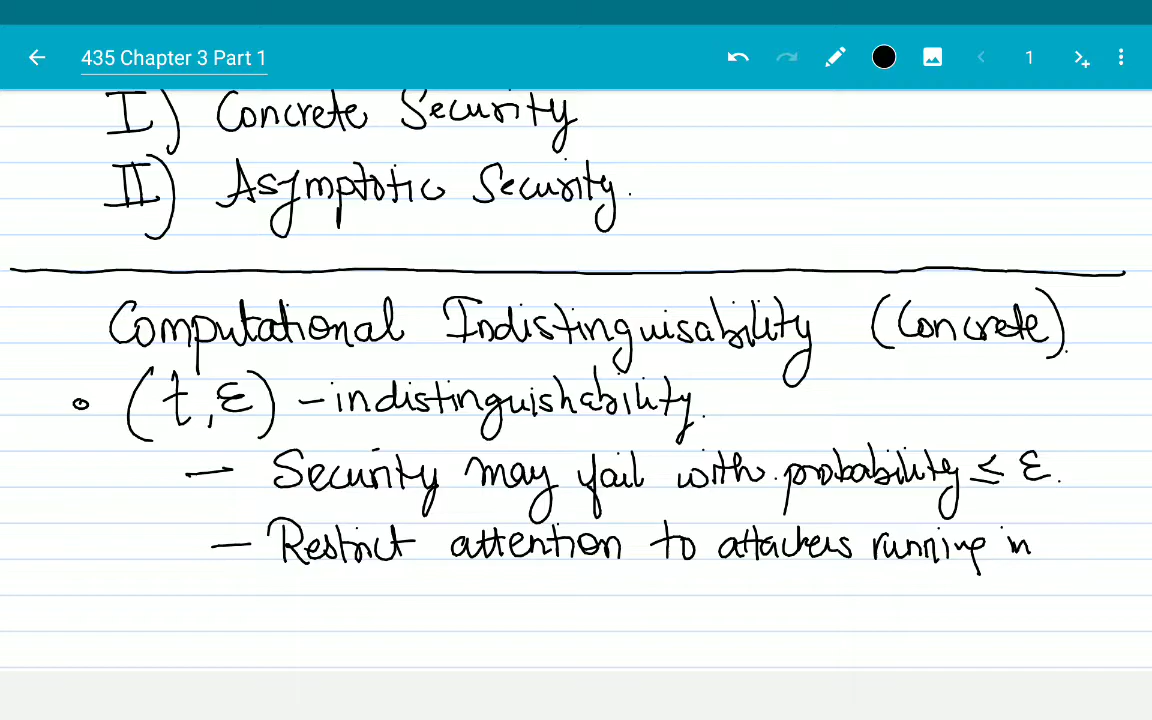 435 Chapter 3 Part 1
1
I) Concrete Security
II) Asymptotic Security.
Computational Indistinguisability (Concrete).
(t, ε) - indistinguishability.
— Security may fail with probability ≤ ε.
— Restrict attention to attackers running in